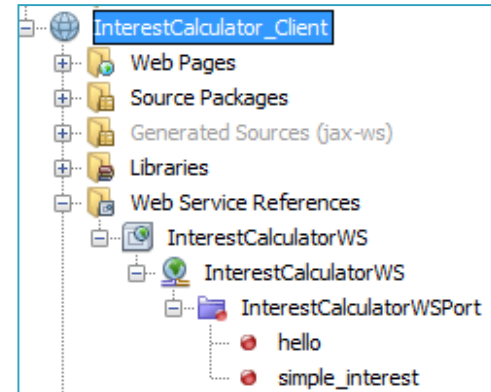 InterestCalculator_Client
Web Pages
Source Packages
Generated Sources (jax-ws)
Libraries
Web Service References
InterestCalculatorWS
InterestCalculatorWS
InterestCalculatorWSPort
hello
simple_interest